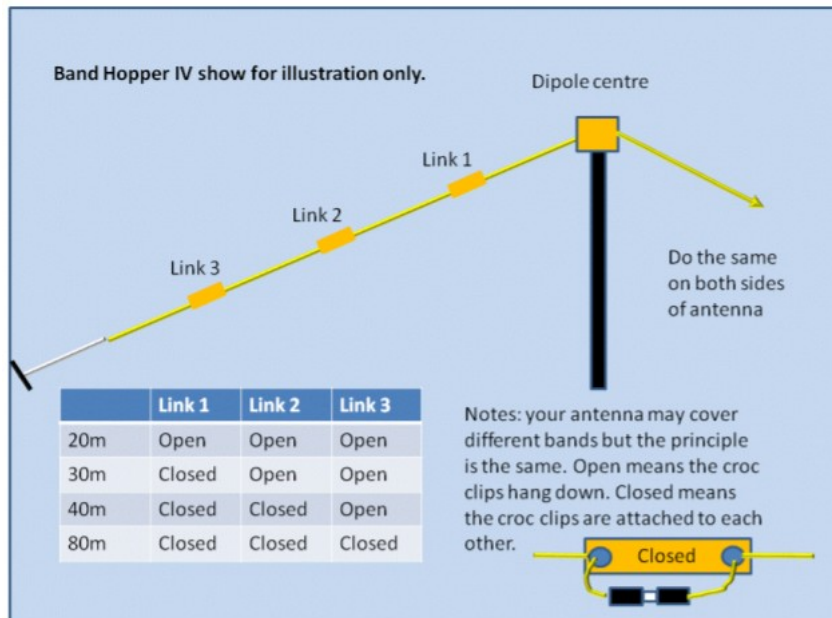 Band Hopper IV show for illustration only.
Dipole centre
Link 1
Link 2
Link 3
Do the same
on both sides
of antenna
Link 1 Link 2 Link 3
20m Open Open Open
30m Closed Open Open
40m Closed Closed Open
80m Closed Closed Closed
Notes: your antenna may cover
different bands but the principle
is the same. Open means the croc
clips hang down. Closed means
the croc clips are attached to each
other.
Closed